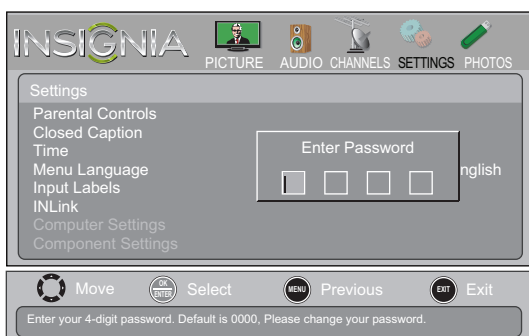 INSIGNIA
PICTURE AUDIO CHANNELS SETTINGS PHOTOS
Settings
Parental Controls
Closed Caption
Time
Menu Language
Input Labels
INLink
Computer Settings
Component Settings
Enter Password
nglish
Move OK ENTER Select MENU Previous EXIT Exit
Enter your 4-digit password. Default is 0000, Please change your password.